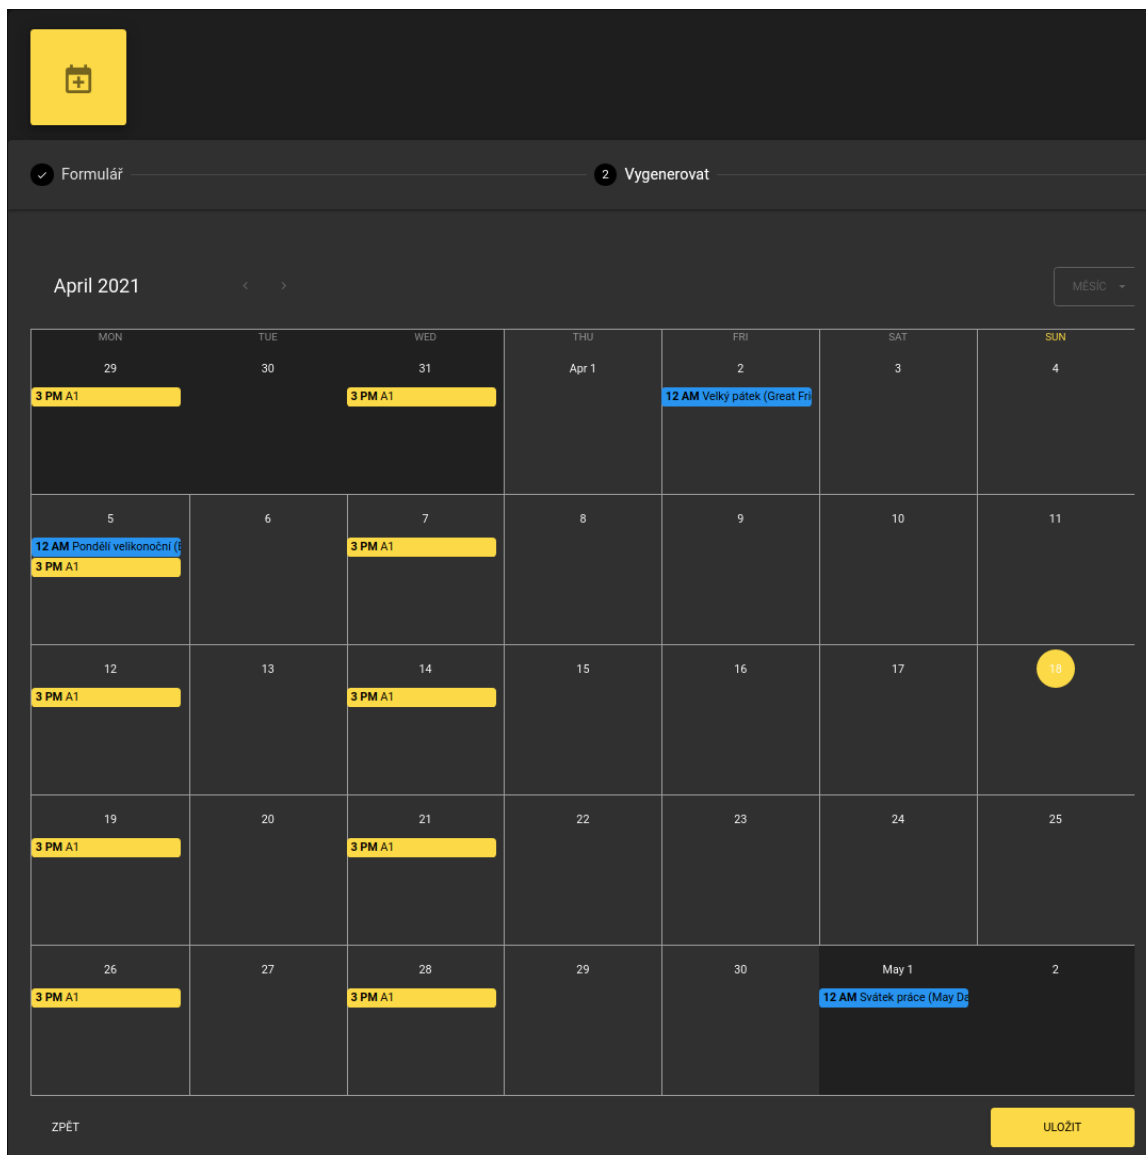 Formulář
2 Vygenerovat
April 2021
MĚSÍC
MON TUE WED THU FRI SAT SUN
29 30 31 Apr 1 2 3 4
3 PM A1 3 PM A1 12 AM Velký pátek (Great Fri
5 6 7 8 9 10 11
12 AM Pondělí velikonoční (E 3 PM A1
3 PM A1
12 13 14 15 16 17 18
3 PM A1 3 PM A1
19 20 21 22 23 24 25
3 PM A1 3 PM A1
26 27 28 29 30 May 1 2
3 PM A1 3 PM A1 12 AM Svátek práce (May Da
ZPĚT ULOŽIT